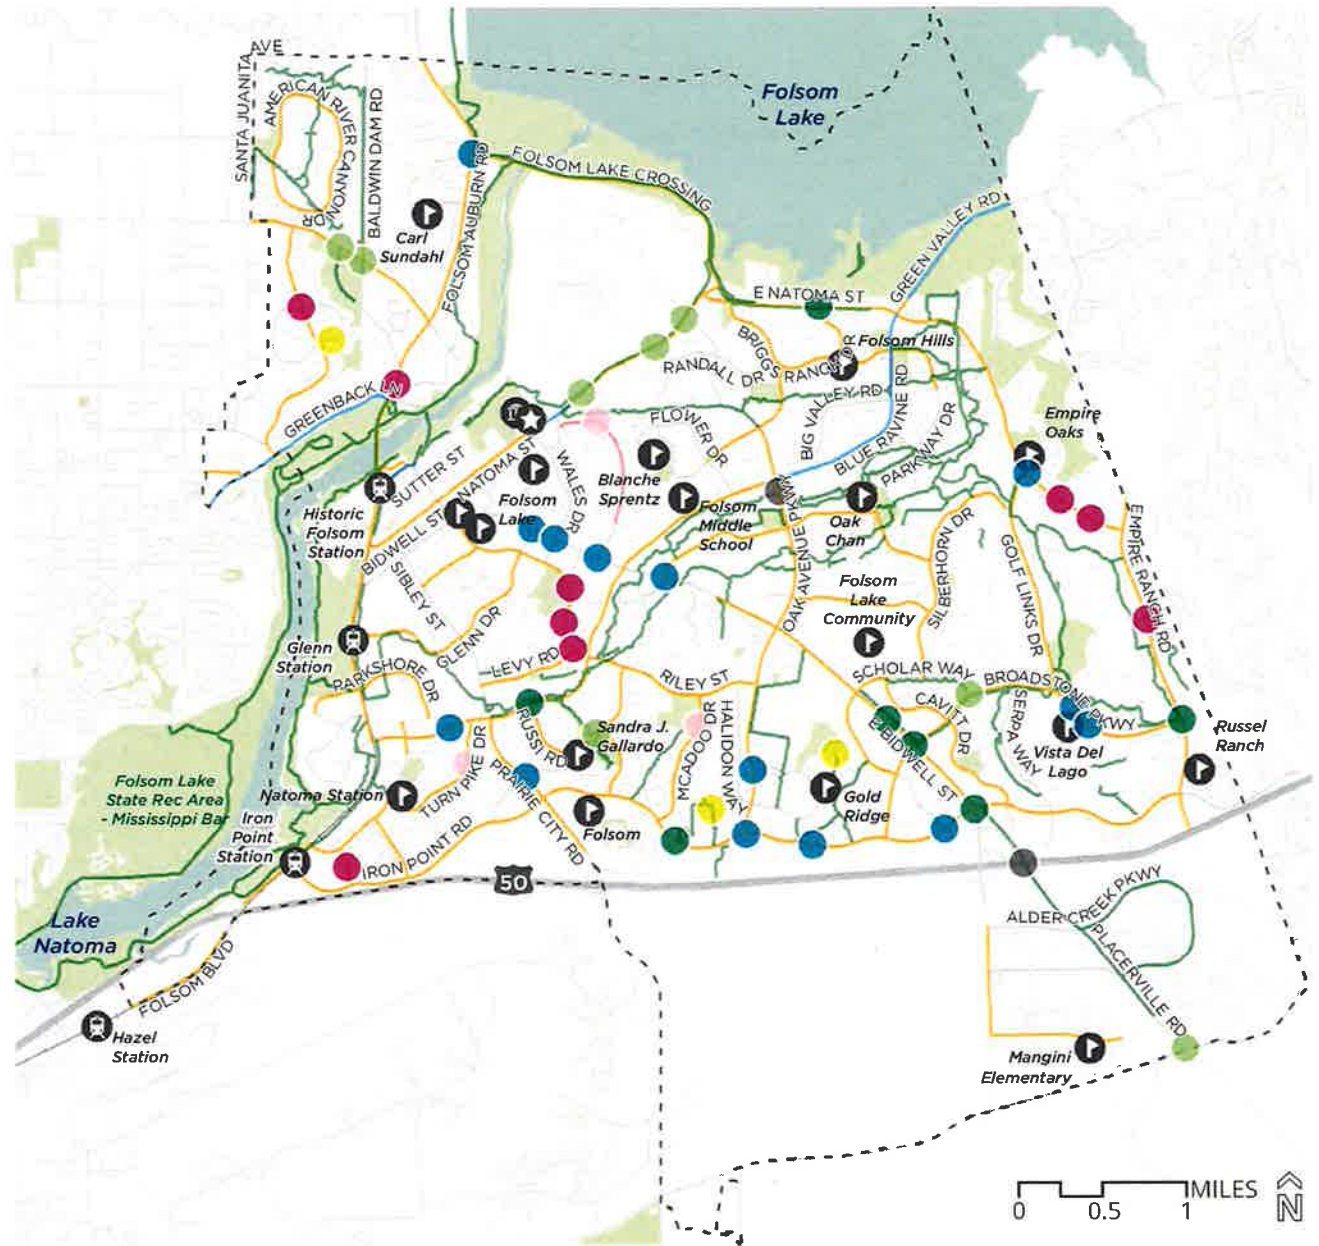 AVE
SANTA JUANITA
AMERICAN RIVER CANYON DR
BALDWIN DAM RD
Carl
Sundahl
FOLSOM AUBURN RD
FOLSOM LAKE CROSSING
Folsom
Lake
GREEN VALLEY RD
E NATOMA ST
BRIGGS RANCH DR
Folsom Hills
RANDALL DR
BIG VALLEY RD
BLUE RAVINE RD
PARKWAY DR
FLOWER DR
GREENBACK LN
SUTTER ST
NATOMA ST
WALES DR
Blanche
Sprentz
Folsom
Lake
Folsom
Middle
School
Oak
Chan
Empire
Oaks
Historic
Folsom
Station
BIDWELL ST
SIBLEY ST
OAK AVENUE PKWY
Folsom
Lake
Community
SILBERHORN DR
GOLF LINKS DR
EMPIRE RANCH RD
Glenn
Station
GLENN DR
PARKSHORE DR
LEVY RD
RILEY ST
SCHOLAR WAY
BROADSTONE PKWY
CAVITT DR
SERPA WAY
E BIDWELL ST
RUSSI RD
Sandra J.
Gallardo
MCADOO DR
HALIDON WAY
Vista Del
Lago
Russel
Ranch
Folsom Lake
State Rec Area
- Mississippi Bar
Natoma Station
TURN PIKE DR
PRAIRIE CITY RD
Folsom
Gold
Ridge
Iron
Point
Station
IRON POINT RD
50
Lake
Natoma
FOLSOM BLVD
ALDER CREEK PKWY
PLACERVILLE RD
Hazel
Station
Mangini
Elementary
MILES
0 0.5 1
N